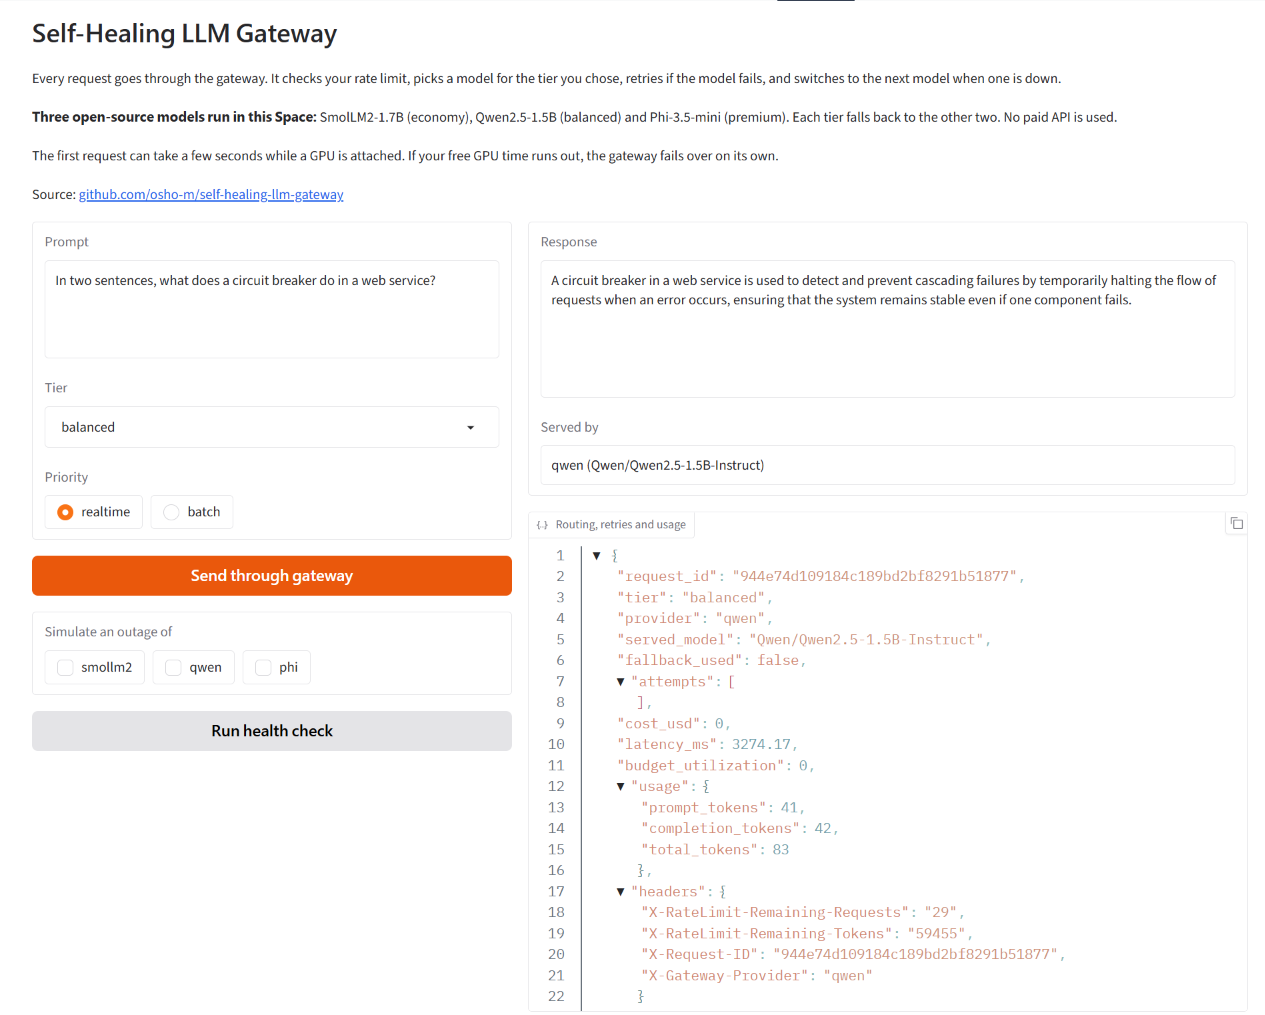 Self-Healing LLM Gateway
Every request goes through the gateway. It checks your rate limit, picks a model for the tier you chose, retries if the model fails, and switches to the next model when one is down.
Three open-source models run in this Space: SmolLM2-1.7B (economy), Qwen2.5-1.5B (balanced) and Phi-3.5-mini (premium). Each tier falls back to the other two. No paid API is used.
The first request can take a few seconds while a GPU is attached. If your free GPU time runs out, the gateway fails over on its own.
Source: github.com/osho-m/self-healing-llm-gateway
Prompt
In two sentences, what does a circuit breaker do in a web service?
Tier
balanced
Priority
realtime
batch
Send through gateway
Simulate an outage of
smollm2
qwen
phi
Run health check
Response
A circuit breaker in a web service is used to detect and prevent cascading failures by temporarily halting the flow of
requests when an error occurs, ensuring that the system remains stable even if one component fails.
Served by
qwen (Qwen/Qwen2.5-1.5B-Instruct)
Routing, retries and usage
1 {
2 "request_id": "944e74d109184c189bd2bf8291b51877",
3 "tier": "balanced",
4 "provider": "qwen",
5 "served_model": "Qwen/Qwen2.5-1.5B-Instruct",
6 "fallback_used": false,
7 "attempts": [
8 ],
9 "cost_usd": 0,
10 "latency_ms": 3274.17,
11 "budget_utilization": 0,
12 "usage": {
13 "prompt_tokens": 41,
14 "completion_tokens": 42,
15 "total_tokens": 83
16 },
17 "headers": {
18 "X-RateLimit-Remaining-Requests": "29",
19 "X-RateLimit-Remaining-Tokens": "59455",
20 "X-Request-ID": "944e74d109184c189bd2bf8291b51877",
21 "X-Gateway-Provider": "qwen"
22 }